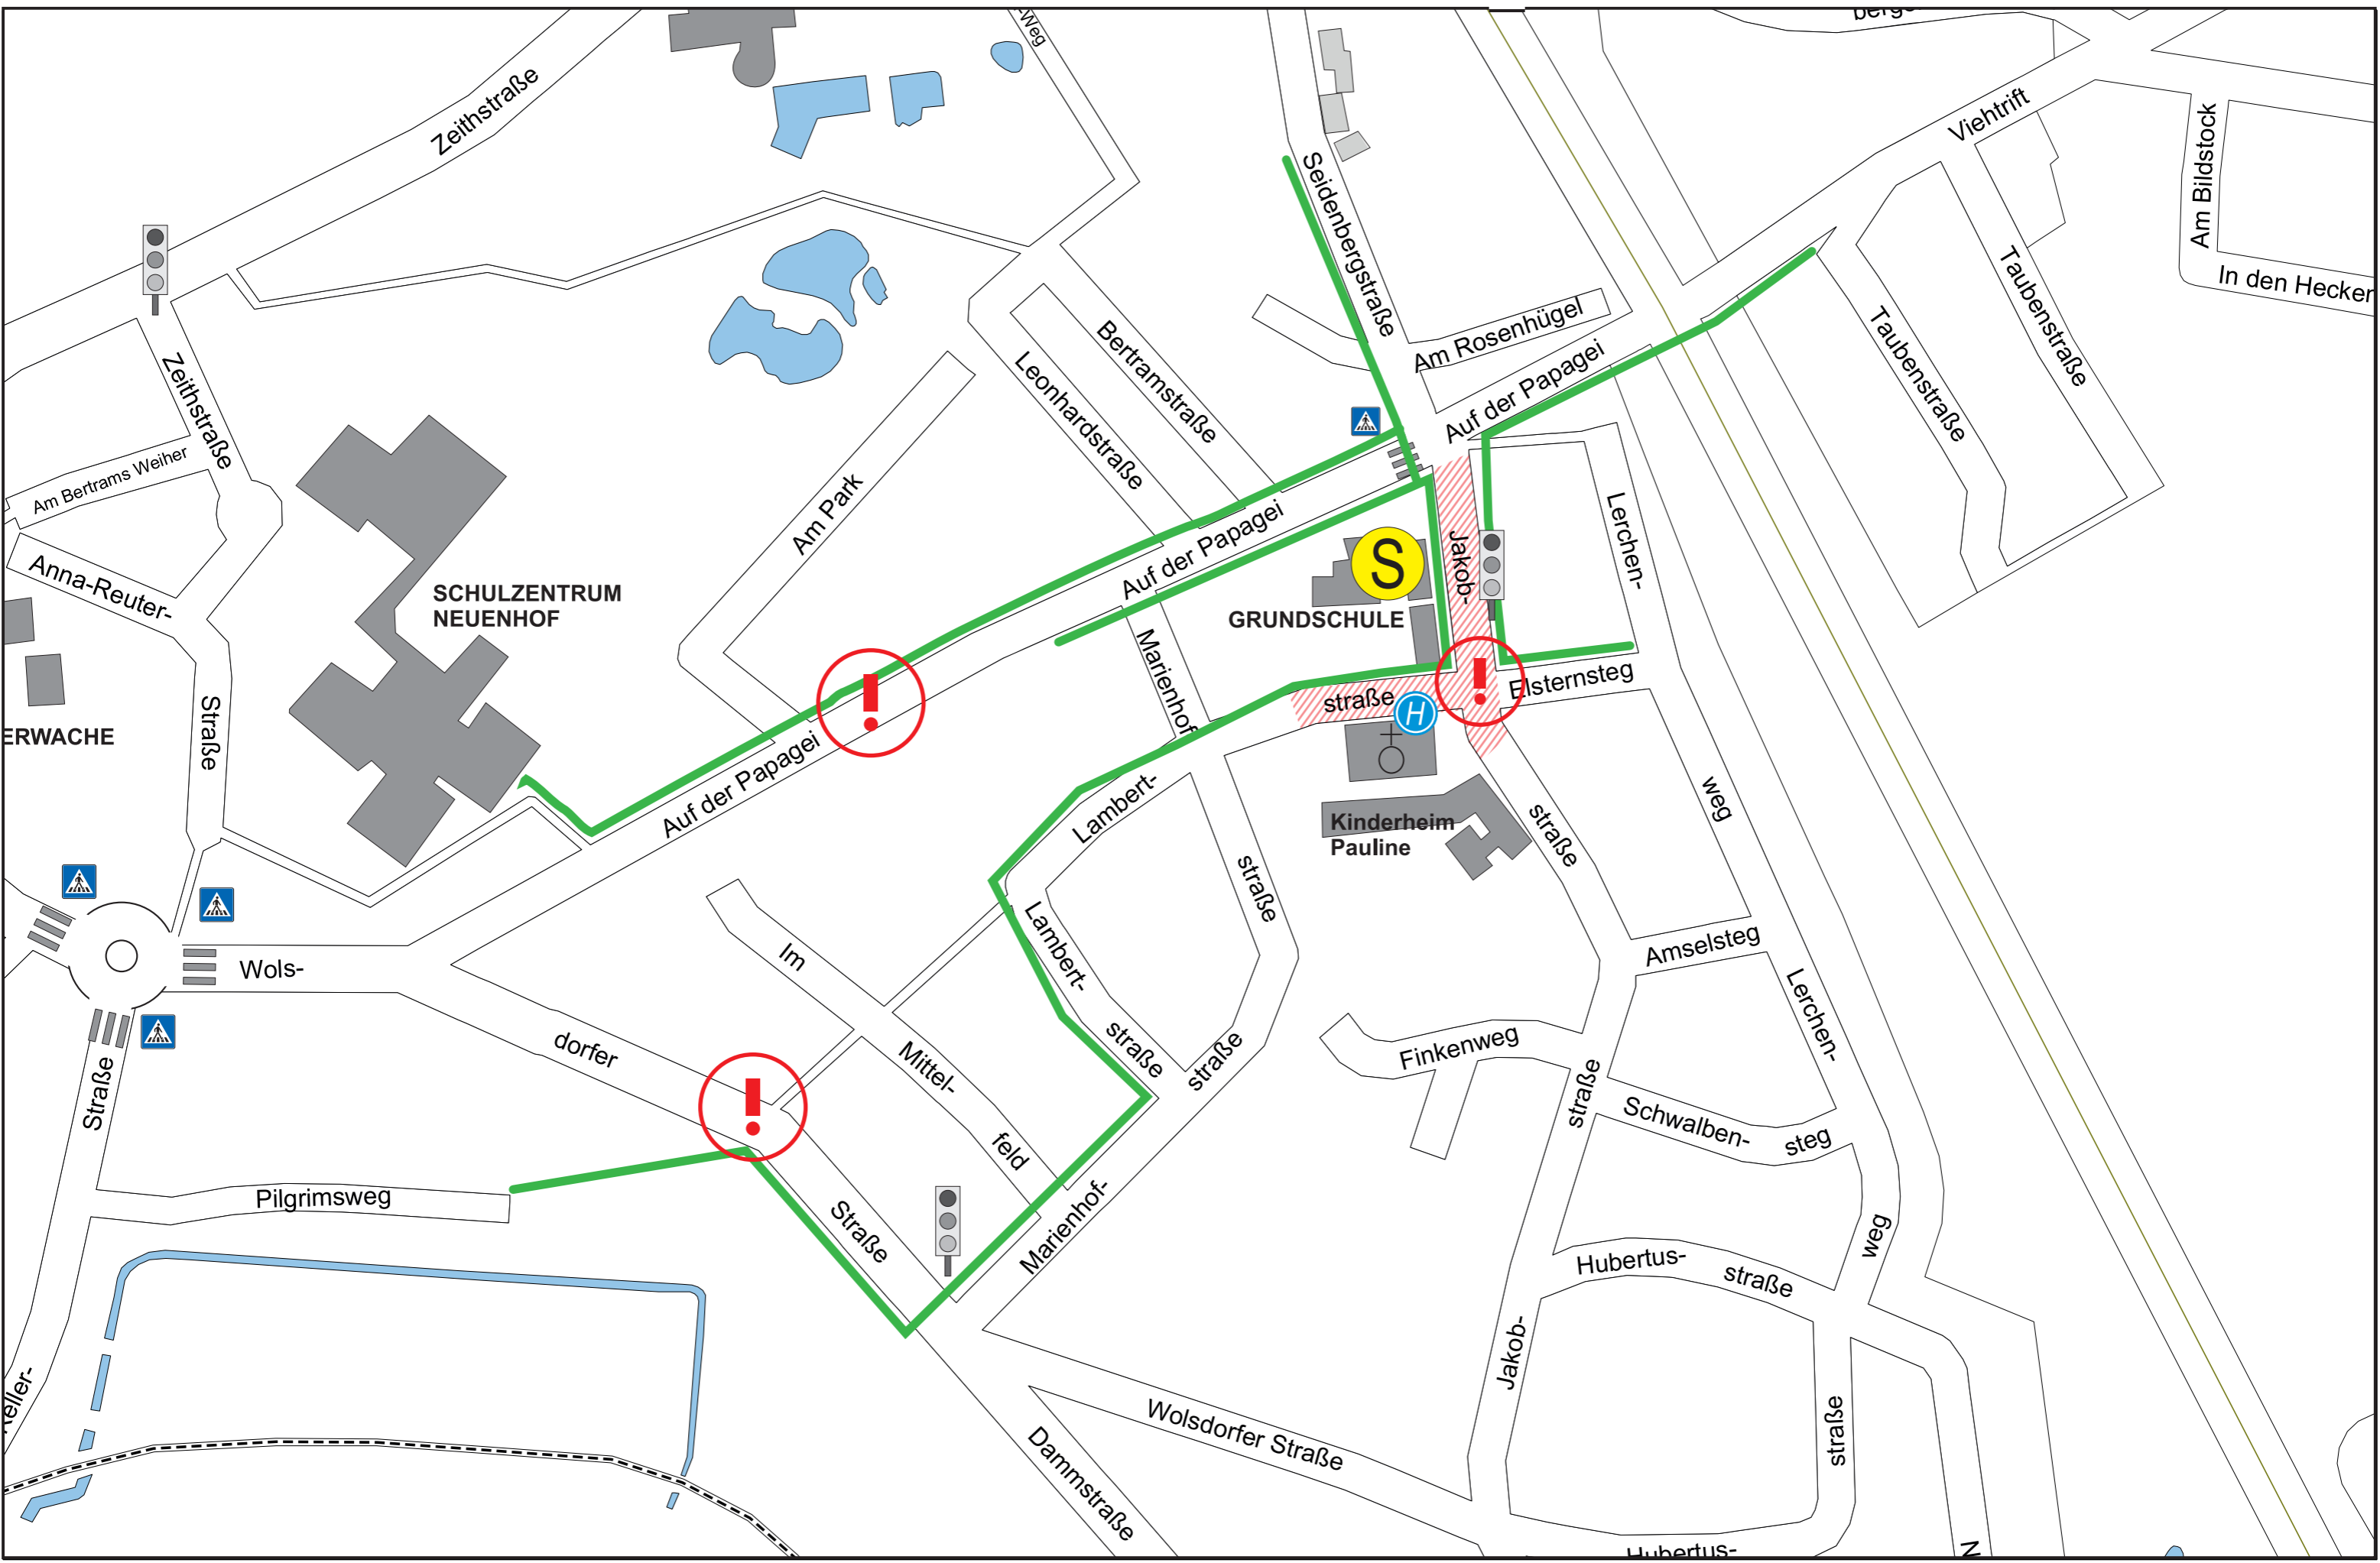 -Weg
Zeithstraße
Viehtrift
Am Bildstock
In den Hecken
Seidenbergstraße
Taubenstraße
Taubenstraße
Am Rosenhügel
Bertramstraße
Leonhardstraße
Auf der Papagei
Zeithstraße
Am Bertrams Weiher
Am Park
Auf der Papagei
Lerchen-
Jakob-
S
Anna-Reuter-
SCHULZENTRUM
NEUENHOF
GRUNDSCHULE
Marienhof
Elsternsteg
straße
H
!
!
Straße
ERWACHE
Auf der Papagei
Lambert-
Kinderheim
Pauline
straße
weg
straße
Lambert-
Amselsteg
Wols-
Im
dorfer
Mittel-
feld
straße
straße
Finkenweg
Lerchen-
straße
Schwalben-
steg
!
Straße
Pilgrimsweg
Straße
Marienhof-
Hubertus-
straße
weg
Jakob-
eller-
Wolsdorfer Straße
straße
Dammstraße
Hubertus-
N